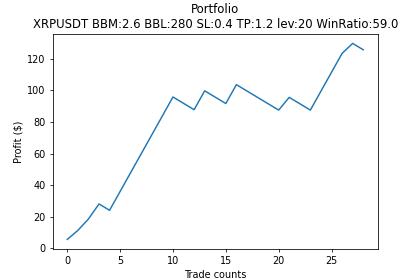 Portfolio
XRPUSDT BBM:2.6 BBL:280 SL:0.4 TP:1.2 lev:20 WinRatio:59.0
120
100
80
60
40
20
0
Profit ($)
0 5 10 15 20 25
Trade counts